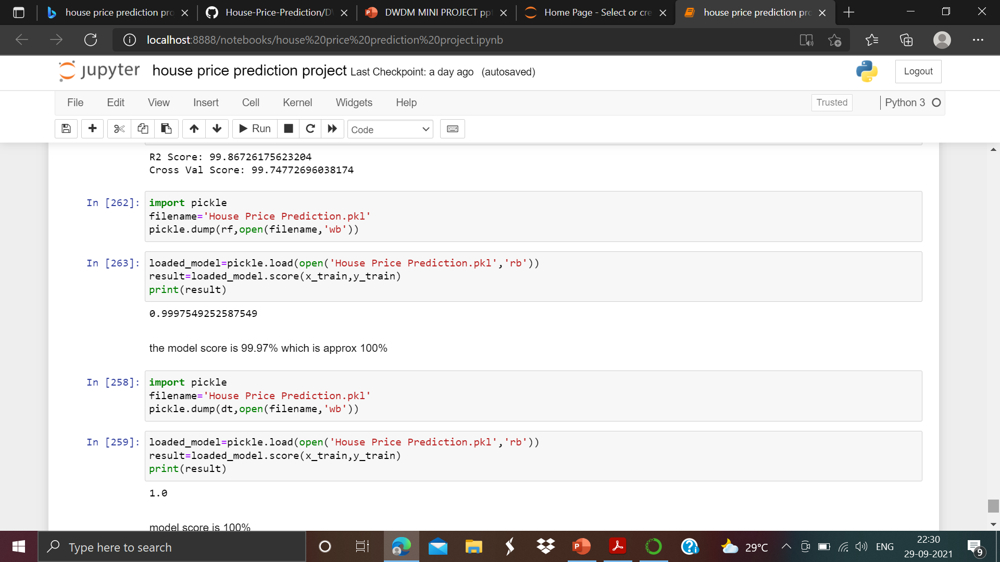 house price prediction pro
House-Price-Prediction/D
DWDM MINI PROJECT pp
Home Page - Select or cre
house price prediction pro
localhost:8888/notebooks/house%20price%20prediction%20project.ipynb
jupyter house price prediction project Last Checkpoint: a day ago (autosaved)
Logout
File Edit View Insert Cell Kernel Widgets Help
Trusted Python 3
Run Code
R2 Score: 99.86726175623204
Cross Val Score: 99.74772696038174
In [262]: import pickle
filename='House Price Prediction.pkl'
pickle.dump(rf,open(filename,'wb'))
In [263]: loaded_model=pickle.load(open('House Price Prediction.pkl','rb'))
result=loaded_model.score(x_train,y_train)
print(result)
0.9997549252587549
the model score is 99.97% which is approx 100%
In [258]: import pickle
filename='House Price Prediction.pkl'
pickle.dump(dt,open(filename,'wb'))
In [259]: loaded_model=pickle.load(open('House Price Prediction.pkl','rb'))
result=loaded_model.score(x_train,y_train)
print(result)
1.0
model score is 100%
Type here to search
29°C
ENG
22:30
29-09-2021
9